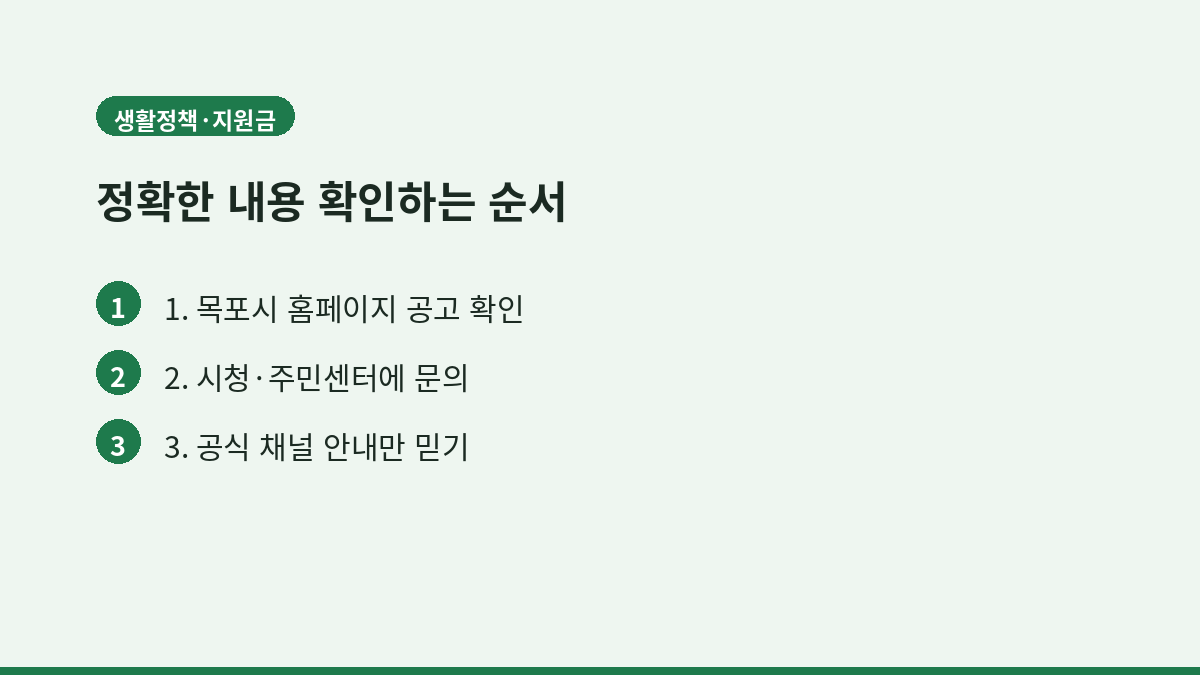 생활정책·지원금
정확한 내용 확인하는 순서
1 1. 목포시 홈페이지 공고 확인
2 2. 시청·주민센터에 문의
3 3. 공식 채널 안내만 믿기